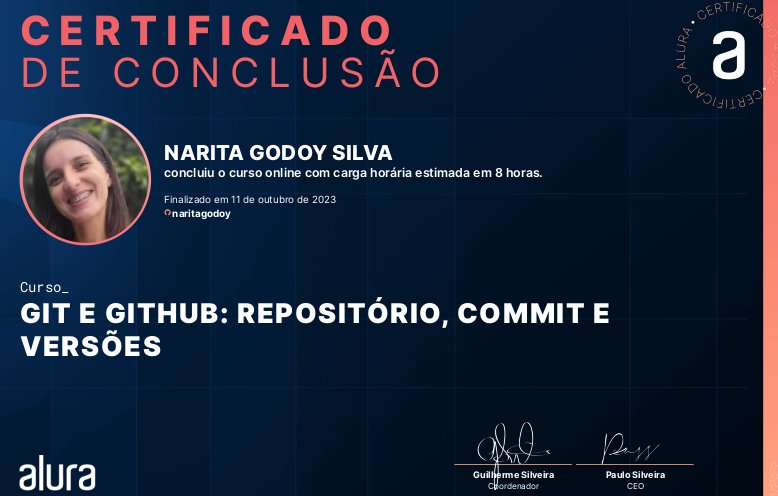 CERTIFICADO
DE CONCLUSÃO
CERTIFICADO ALURA • CERTIFICADO
a
NARITA GODOY SILVA
concluiu o curso online com carga horária estimada em 8 horas.
Finalizado em 11 de outubro de 2023
naritagodoy
Curso_
GIT E GITHUB: REPOSITÓRIO, COMMIT E
VERSÕES
alura
Guilherme Silveira
Coordenador
Paulo Silveira
CEO